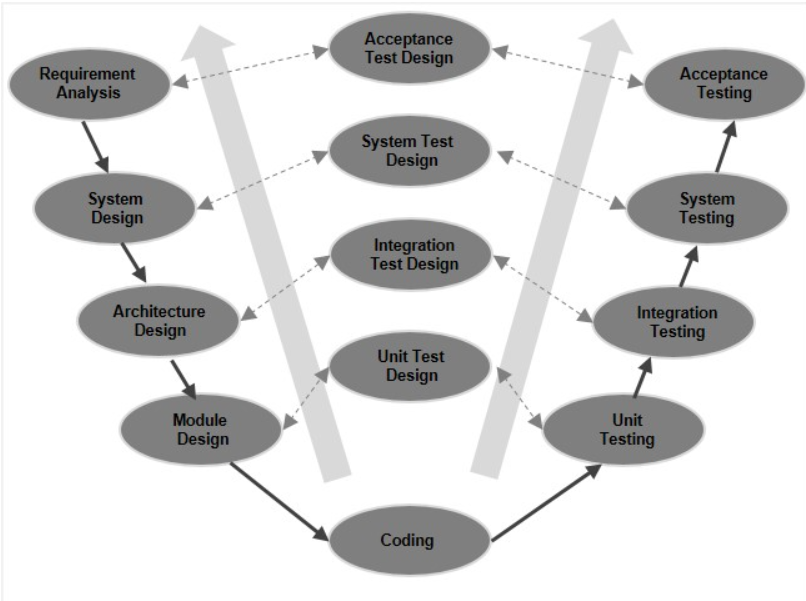 Acceptance
Test Design
Requirement
Analysis
Acceptance
Testing
System Test
Design
System
Design
System
Testing
Integration
Test Design
Architecture
Design
Integration
Testing
Unit Test
Design
Module
Design
Unit
Testing
Coding